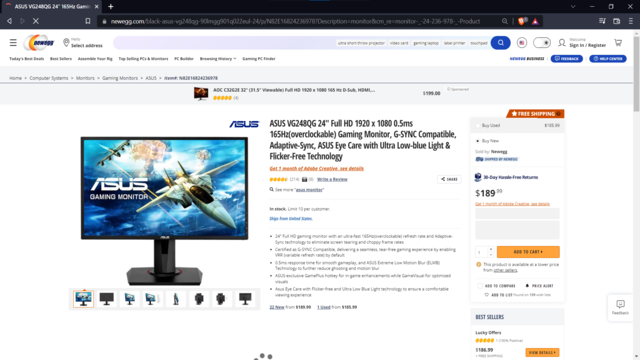 ASUS VG248QG 24" 165Hz Gami
newegg.com/black-asus-vg248qg-90lmgg901q022eul-24/p/N82E16824236978?Description=monitor&cm_re=monitor-_-24-236-978-_-Product
newegg
Hello
Select address
ultra short throw projector
video card
gaming laptop
label printer
touchpad
Welcome
Sign In / Register
Returns
& Orders
Today's Best Deals
Best Sellers
Assemble Your Rig
Top Selling PCs & Monitors
PC Builder
Browsing History
Gaming PC Finder
NEWEGG BUSINESS
FEEDBACK
HELP CENTER
Home > Computer Systems > Monitors > Gaming Monitors > ASUS > Item#: N82E16824236978
AOC C32G2E 32" (31.5" Viewable) Full HD 1920 x 1080 165 Hz D-Sub, HDMI,...
$199.00
Sponsored
FREE SHIPPING
ASUS
ASUS VG248QG 24" Full HD 1920 x 1080 0.5ms
165Hz(overclockable) Gaming Monitor, G-SYNC Compatible,
Adaptive-Sync, ASUS Eye Care with Ultra Low-blue Light &
Flicker-Free Technology
Get 1 month of Adobe Creative, see details
Write a Review
SHARE
See more "asus monitor"
In stock. Limit 10 per customer.
Ships from United States.
24" Full HD gaming monitor with an ultra-fast 165Hz(overclockable) refresh rate and Adaptive-
Sync technology to eliminate screen tearing and choppy frame rates
Certified as G-SYNC Compatible, delivering a seamless, tear-free gaming experience by enabling
VRR (variable refresh rate) by default
0.5ms response time for smooth gameplay, and ASUS Extreme Low Motion Blur (ELMB)
Technology to further reduce ghosting and motion blur
ASUS-exclusive GamePlus hotkey for in-game enhancements while GameVisual for optimized
visuals
Asus Eye Care with Flicker-free and Ultra Low Blue Light technology to ensure a comfortable
viewing experience
22 New from $189.99
1 Used from $185.99
ASUS
GAMING MONITOR
Buy Used
$185.99
Buy New
Sold by: Newegg
SHIPPED BY NEWEGG
30-Day Hassle-Free Returns
$189.99
Get 1 month of Adobe Creative, see details
1
ADD TO CART
This product is available at a lower price
from other sellers.
ADD TO COMPARE
PRICE ALERT
ADD TO LIST
BEST SELLERS
Lucky Offers
$186.99
+ FREE SHIPPING
VIEW DETAILS
Feedback